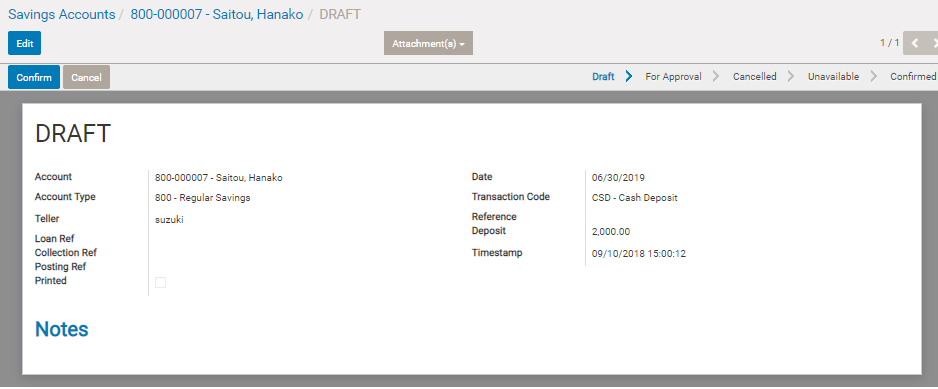 Savings Accounts / 800-000007 - Saitou, Hanako / DRAFT
Edit
Attachment(s)
1 / 1
Confirm
Cancel
Draft
For Approval
Cancelled
Unavailable
Confirmed
DRAFT
Account 800-000007 - Saitou, Hanako
Account Type 800 - Regular Savings
Teller suzuki
Loan Ref
Collection Ref
Posting Ref
Printed
Date 06/30/2019
Transaction Code CSD - Cash Deposit
Reference
Deposit 2,000.00
Timestamp 09/10/2018 15:00:12
Notes